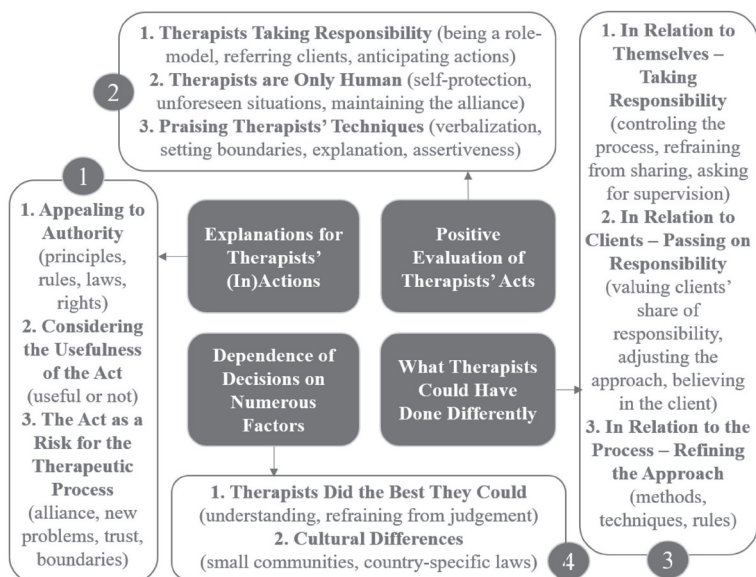 1. Therapists Taking Responsibility (being a role-
model, referring clients, anticipating actions)
2. Therapists are Only Human (self-protection,
unforeseen situations, maintaining the alliance)
3. Praising Therapists' Techniques (verbalization,
setting boundaries, explanation, assertiveness)
2
1
1. Appealing to
Authority
(principles,
rules, laws,
rights)
2. Considering
the Usefulness
of the Act
(useful or not)
3. The Act as a
Risk for the
Therapeutic
Process
(alliance, new
problems, trust,
boundaries)
Explanations for
Therapists'
(In)Actions
Positive
Evaluation of
Therapists' Acts
Dependence of
Decisions on
Numerous
Factors
What Therapists
Could Have
Done Differently
1. In Relation to
Themselves –
Taking
Responsibility
(controling the
process, refraining
from sharing, asking
for supervision)
2. In Relation to
Clients – Passing on
Responsibility
(valuing clients'
share of
responsibility,
adjusting the
approach, believing
in the client)
3. In Relation to the
Process – Refining
the Approach
(methods,
techniques, rules)
3
1. Therapists Did the Best They Could
(understanding, refraining from judgement)
2. Cultural Differences
(small communities, country-specific laws)
4